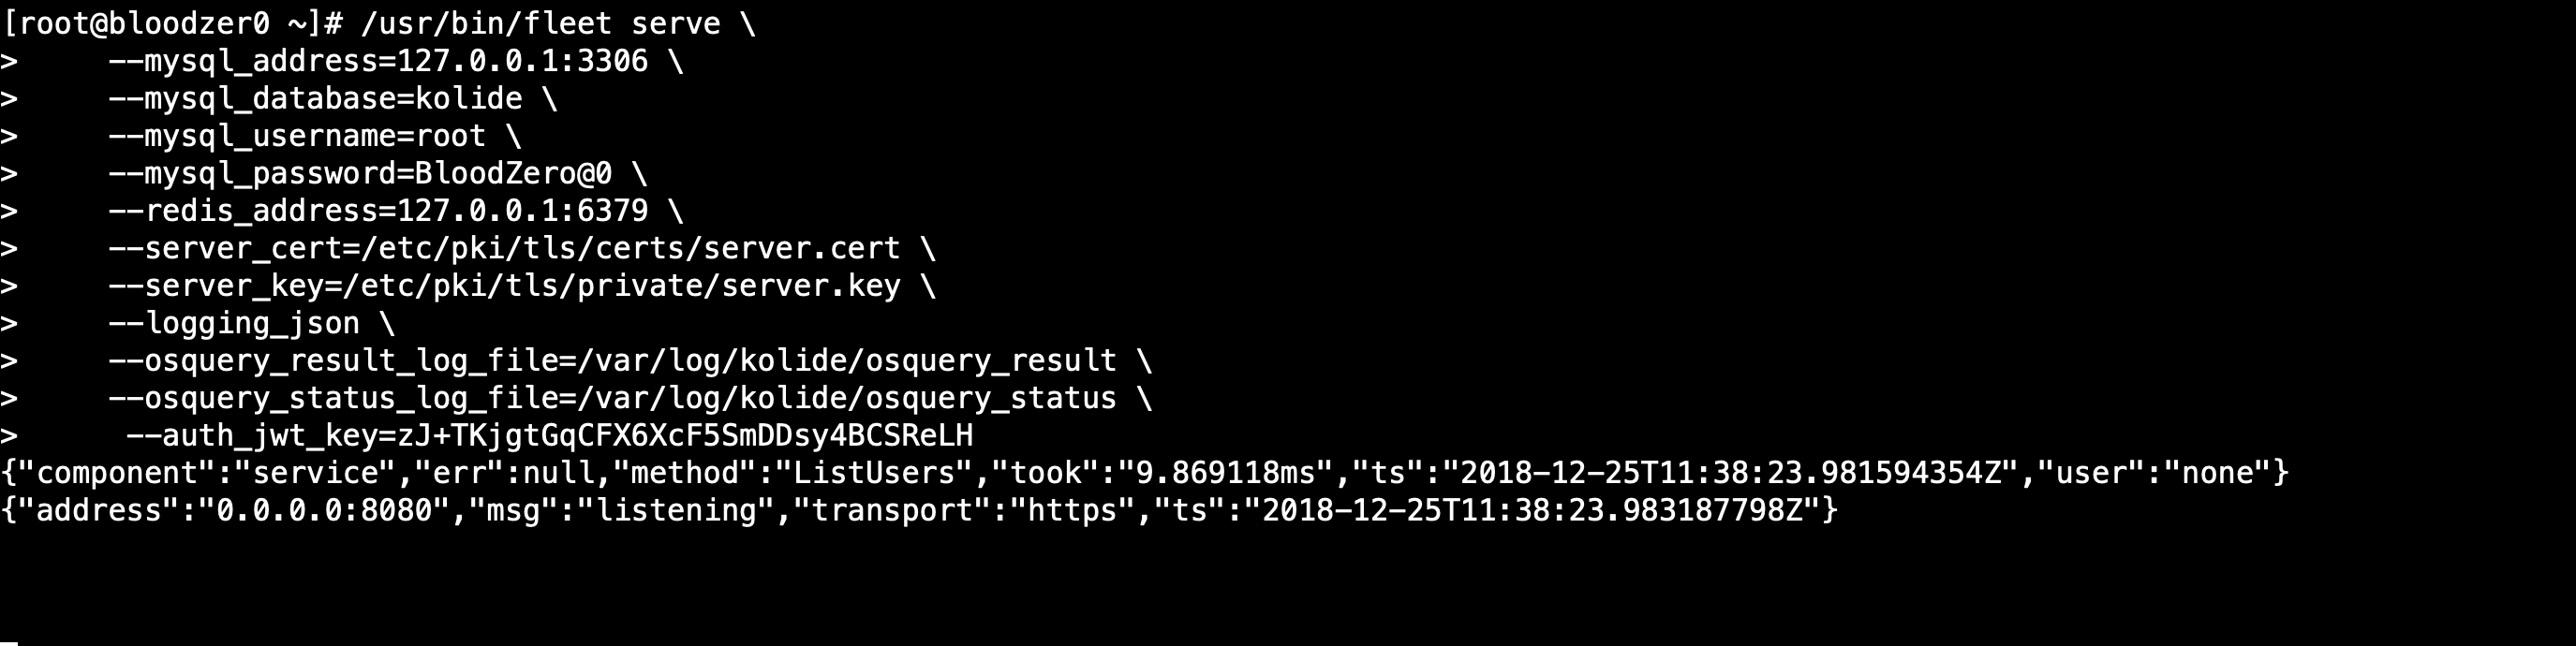 [root@bloodzer0 ~]# /usr/bin/fleet serve \
>     --mysql_address=127.0.0.1:3306 \
>     --mysql_database=kolide \
>     --mysql_username=root \
>     --mysql_password=BloodZero@0 \
>     --redis_address=127.0.0.1:6379 \
>     --server_cert=/etc/pki/tls/certs/server.cert \
>     --server_key=/etc/pki/tls/private/server.key \
>     --logging_json \
>     --osquery_result_log_file=/var/log/kolide/osquery_result \
>     --osquery_status_log_file=/var/log/kolide/osquery_status \
>      --auth_jwt_key=zJ+TKjgtGqCFX6XcF5SmDDsy4BCSReLH
{"component":"service","err":null,"method":"ListUsers","took":"9.869118ms","ts":"2018-12-25T11:38:23.981594354Z","user":"none"}
{"address":"0.0.0.0:8080","msg":"listening","transport":"https","ts":"2018-12-25T11:38:23.983187798Z"}